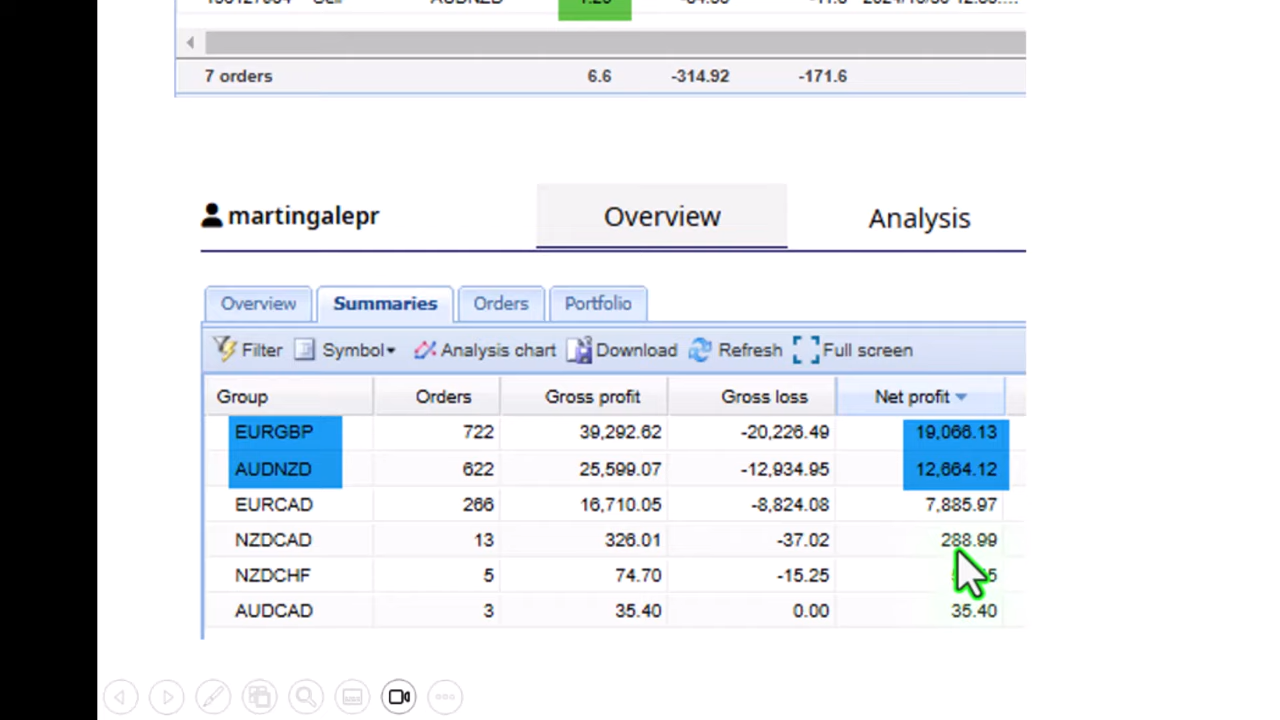 7 orders 6.6 -314.92 -171.6
martingalepr Overview Analysis
Overview Summaries Orders Portfolio
Filter Symbol Analysis chart Download Refresh Full screen
Group Orders Gross profit Gross loss Net profit
EURGBP 722 39,292.62 -20,226.49 19,066.13
AUDNZD 622 25,599.07 -12,934.95 12,664.12
EURCAD 266 16,710.05 -8,824.08 7,885.97
NZDCAD 13 326.01 -37.02 288.99
NZDCHF 5 74.70 -15.25
AUDCAD 3 35.40 0.00 35.40